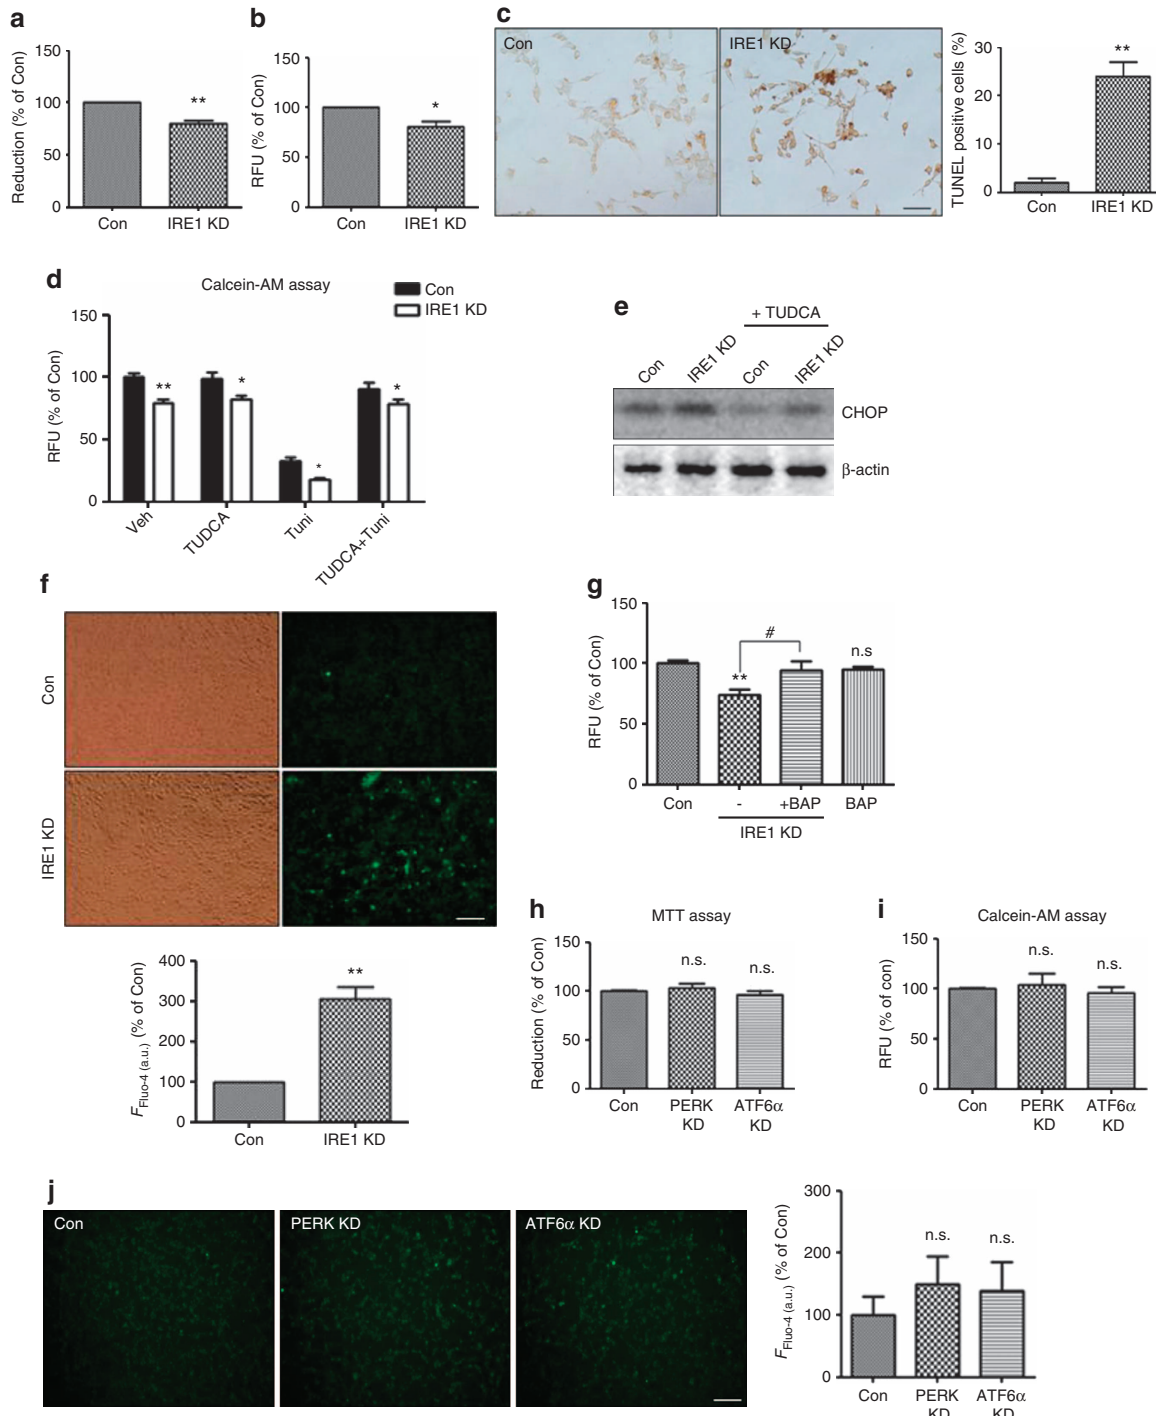 a
Reduction (% of Con)
150
100
50
0
**
Con
IRE1 KD
b
RFU (% of Con)
150
100
50
0
*
Con
IRE1 KD
c
Con
IRE1 KD
TUNEL positive cells (%)
30
20
10
0
**
Con
IRE1 KD
d
Calcein-AM assay
Con
IRE1 KD
RFU (% of Con)
150
100
50
0
**
*
*
*
Veh
TUDCA
Tuni
TUDCA+Tuni
e
+ TUDCA
Con
IRE1 KD
Con
IRE1 KD
CHOP
β-actin
f
Con
IRE1 KD
F Fluo-4 (a.u.) (% of Con)
400
300
200
100
0
**
Con
IRE1 KD
g
RFU (% of Con)
150
100
50
0
**
#
n.s
Con
-
+BAP
BAP
IRE1 KD
h
MTT assay
Reduction (% of Con)
150
100
50
0
n.s.
n.s.
Con
PERK KD
ATF6α KD
i
Calcein-AM assay
RFU (% of con)
150
100
50
0
n.s.
n.s.
Con
PERK KD
ATF6α KD
j
Con
PERK KD
ATF6α KD
F Fluo-4 (a.u.) (% of Con)
300
200
100
0
n.s.
n.s.
Con
PERK KD
ATF6α KD